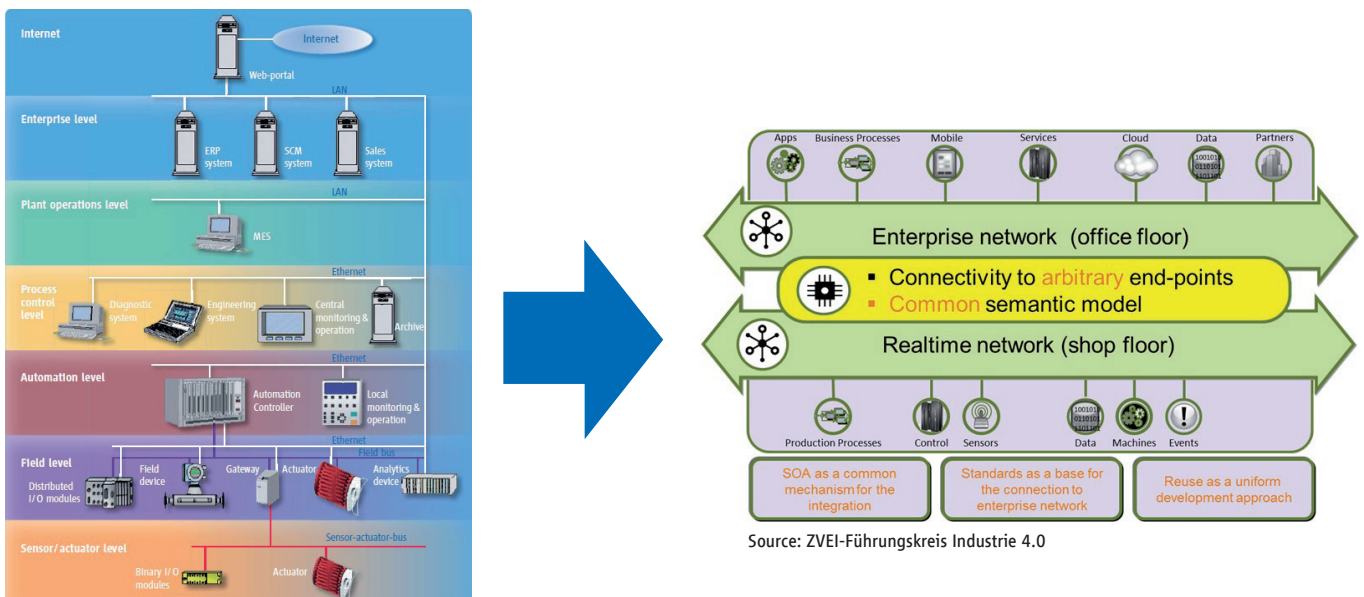 Internet
Internet
Web-portal
LAN
Enterprise level
ERP
system
SCM
system
Sales
system
LAN
Plant operations level
MES
Ethernet
Process
control
level
Diagnostic
system
Engineering
system
Central
monitoring &
operation
Archive
Ethernet
Automation level
Automation
Controller
Local
monitoring &
operation
Ethernet
Field bus
Field level
Distributed
I/O modules
Field
device
Gateway
Actuator
Analytics
device
Sensor-actuator-bus
Sensor/actuator level
Binary I/O
modules
Actuator
Apps
Business Processes
Mobile
Services
Cloud
Data
Partners
1001010
0110101
Enterprise network (office floor)
▪ Connectivity to arbitrary end-points
▪ Common semantic model
Realtime network (shop floor)
Production Processes
Control
Sensors
Data
Machines
Events
SOA as a common
mechanism for the
integration
Standards as a base for
the connection to
enterprise network
Reuse as a uniform
development approach
Source: ZVEI-Führungskreis Industrie 4.0